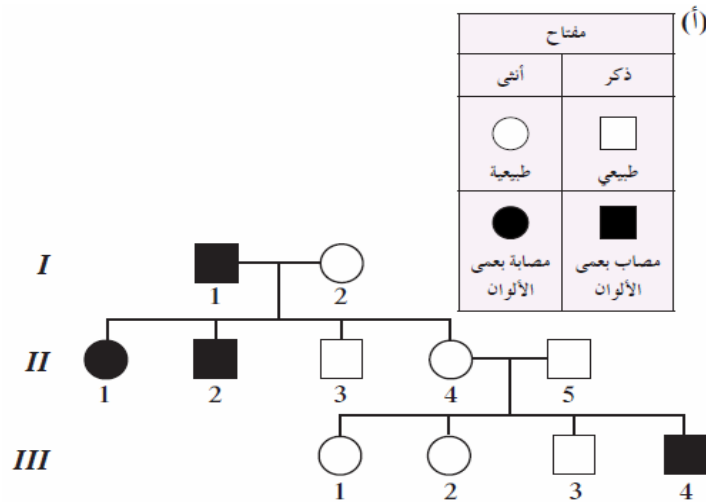 (أ)
مفتاح
ذكر أنثى
طبيعي طبيعية
مصاب بعمى مصابة بعمى
الألوان الألوان
I
1 2
II
1 2 3 4 5
III
1 2 3 4